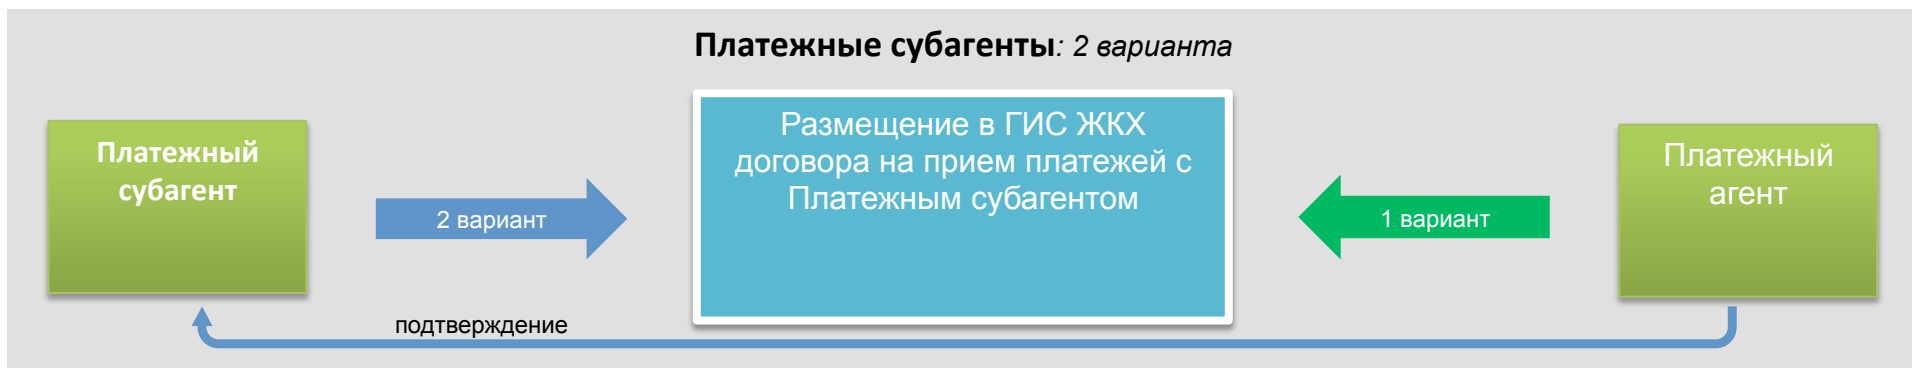 Платежные субагенты: 2 варианта
Платежный
субагент
2 вариант
Размещение в ГИС ЖКХ
договора на прием платежей с
Платежным субагентом
1 вариант
Платежный
агент
подтверждение